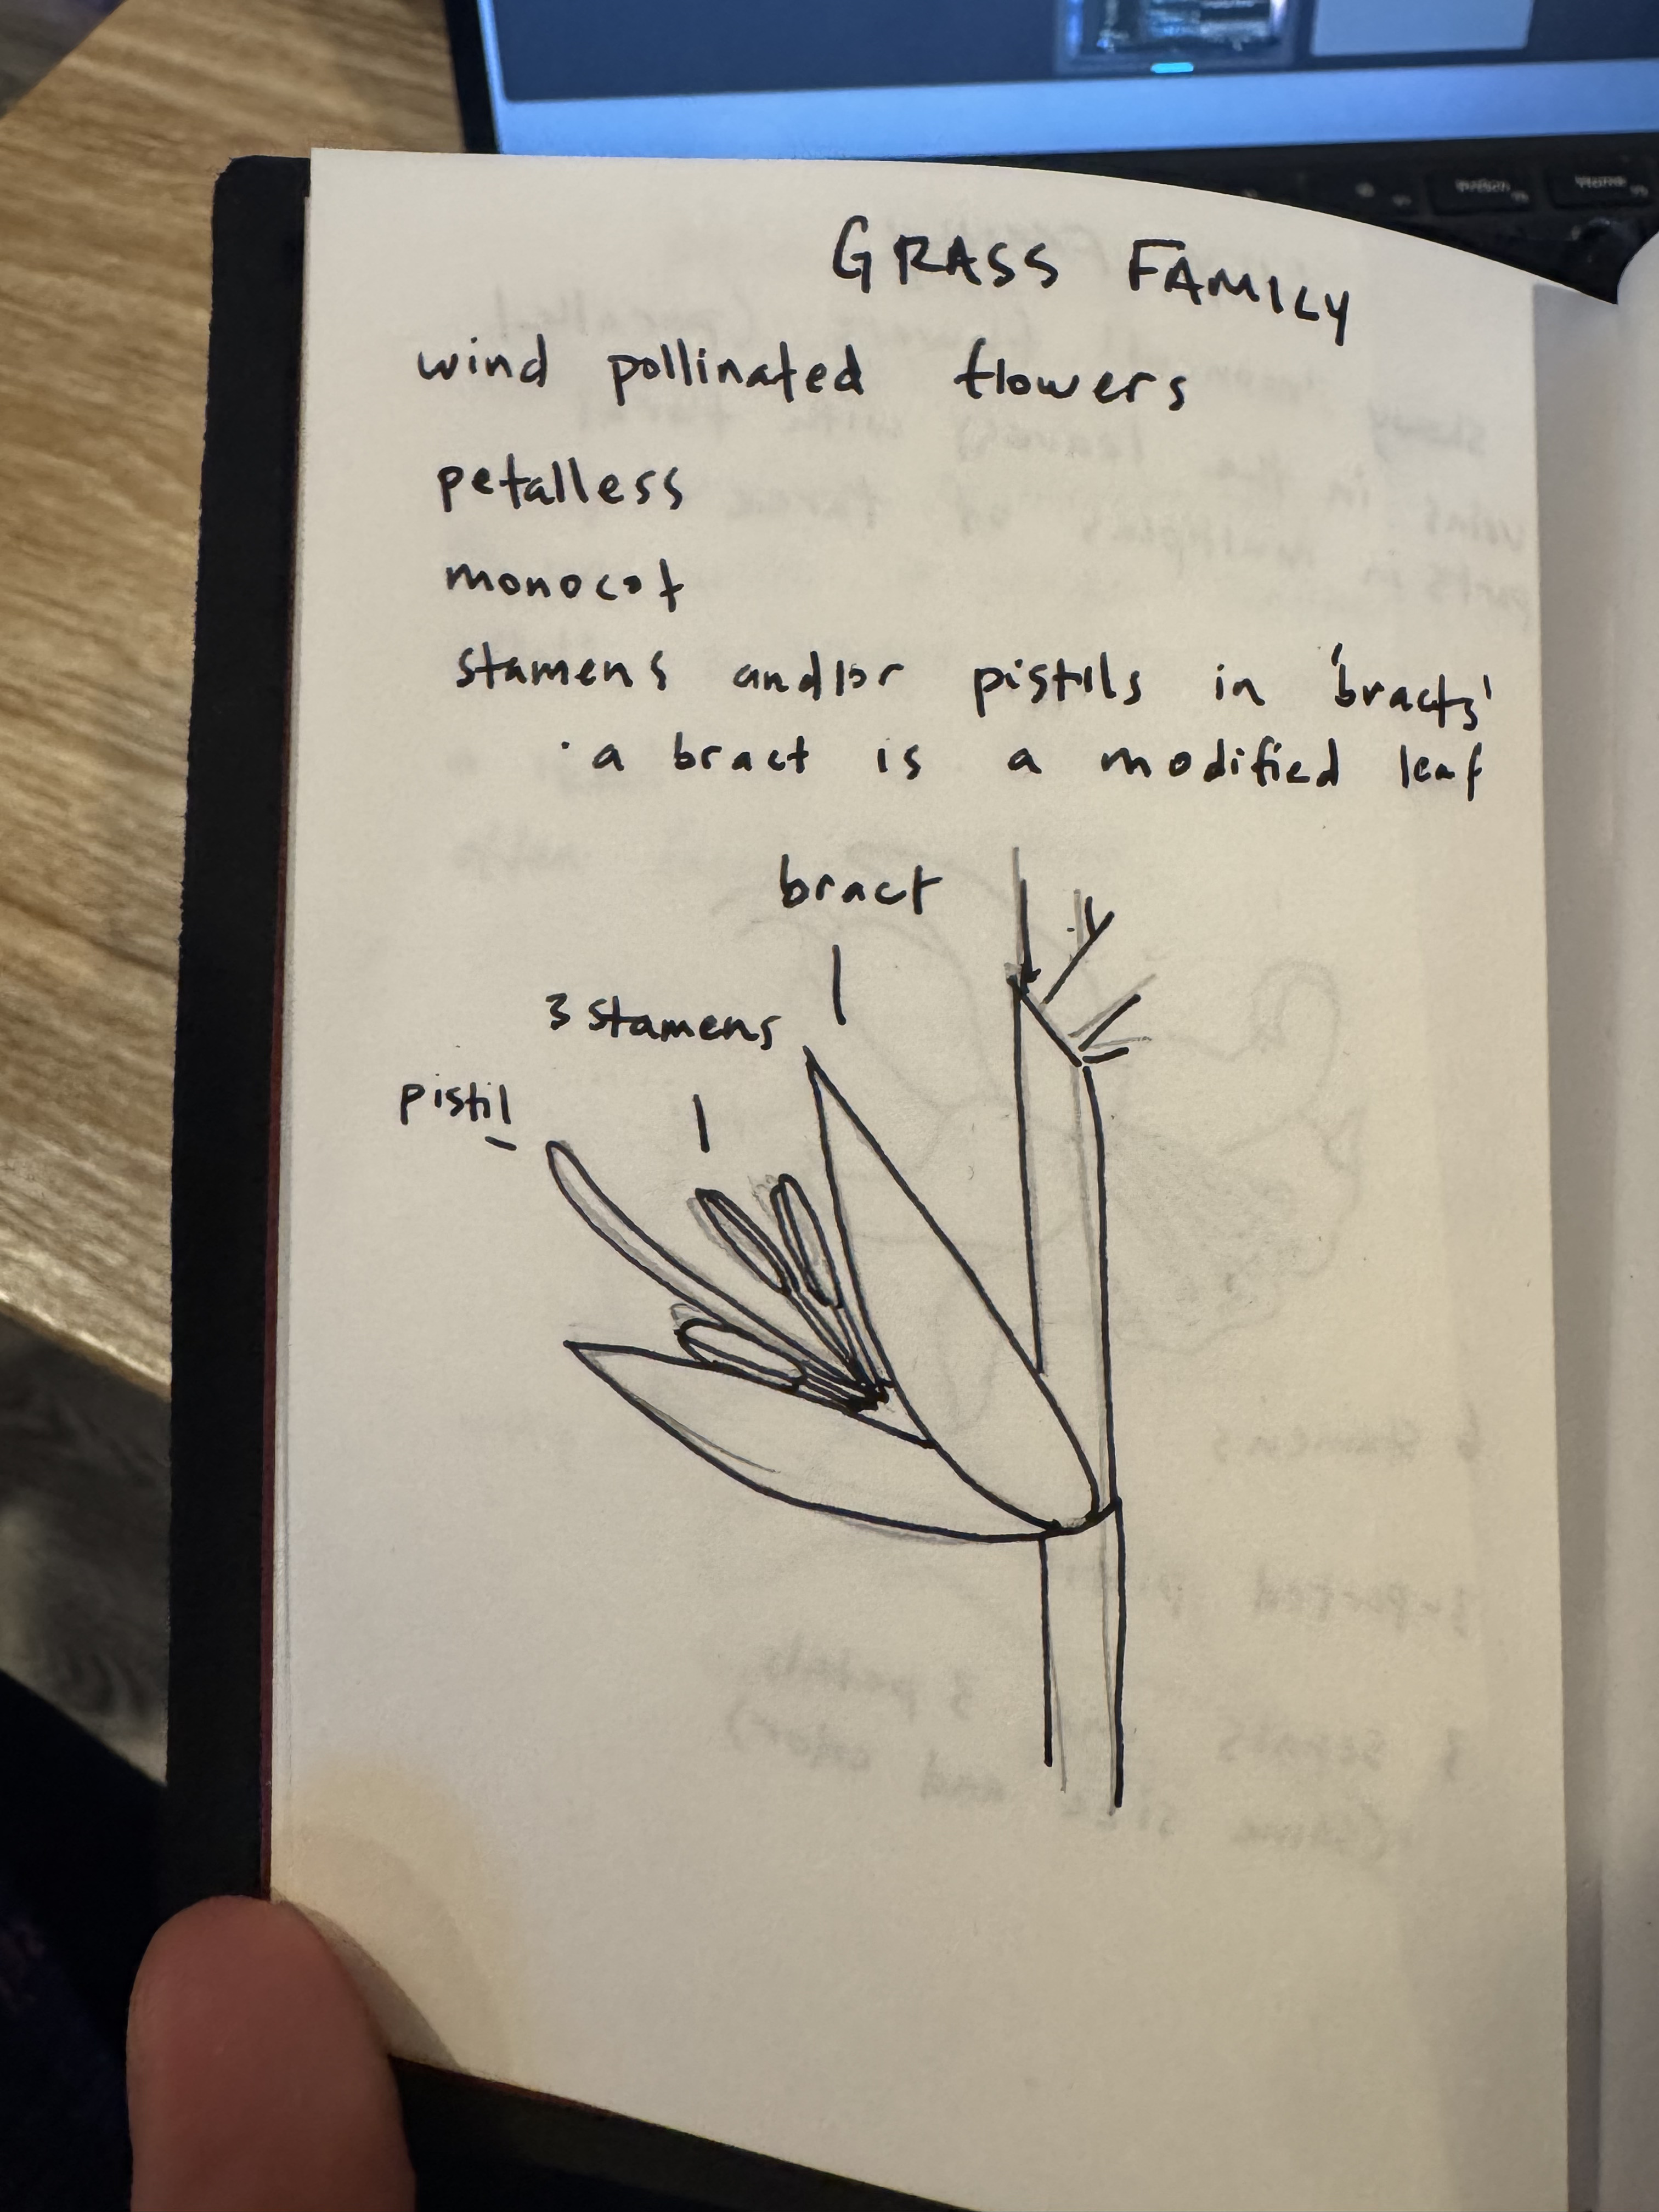 GRASS FAMILY
wind pollinated flowers
petalless
monocot
stamens and/or pistils in 'bracts'
· a bract is a modified leaf
bract
3 stamens
pistil